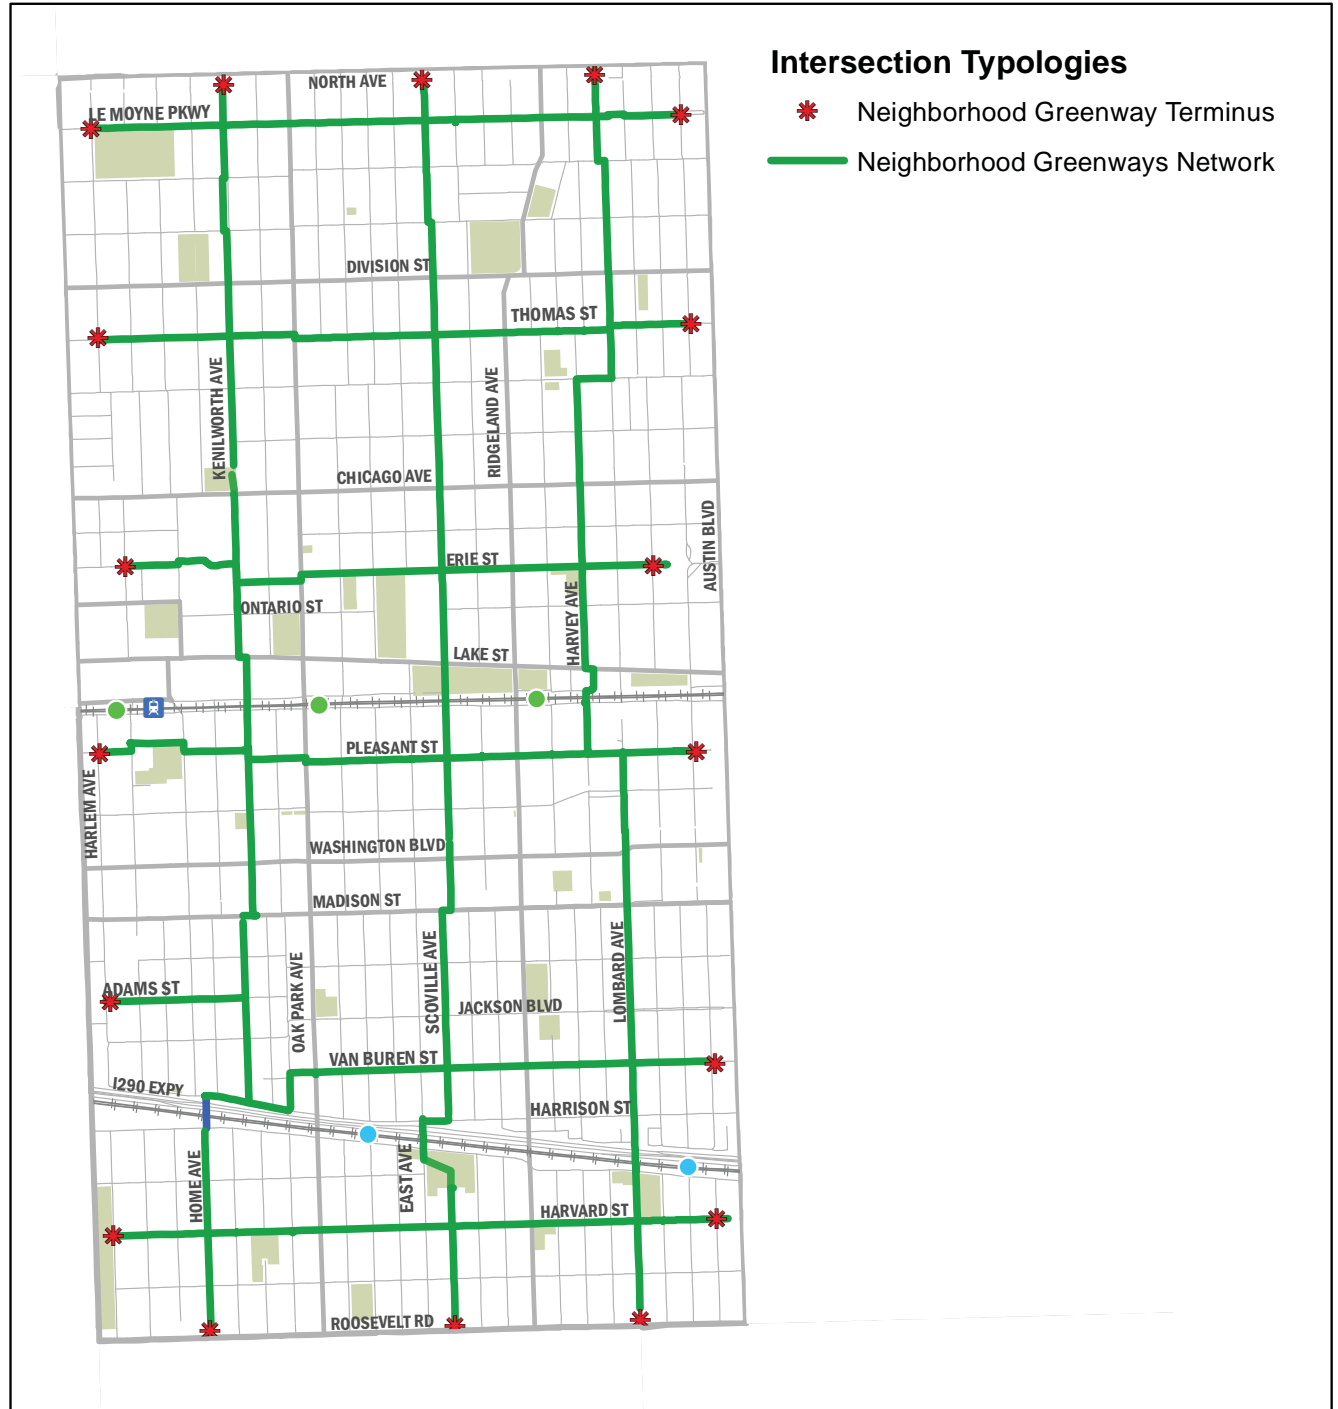 Intersection Typologies
Neighborhood Greenway Terminus
Neighborhood Greenways Network
NORTH AVE
LE MOYNE PKWY
DIVISION ST
THOMAS ST
KENILWORTH AVE
RIDGELAND AVE
CHICAGO AVE
AUSTIN BLVD
ERIE ST
HARVEY AVE
ONTARIO ST
LAKE ST
PLEASANT ST
HARLEM AVE
WASHINGTON BLVD
MADISON ST
OAK PARK AVE
SCOVILLE AVE
LOMBARD AVE
ADAMS ST
JACKSON BLVD
VAN BUREN ST
I290 EXPY
HARRISON ST
HOME AVE
EAST AVE
HARVARD ST
ROOSEVELT RD